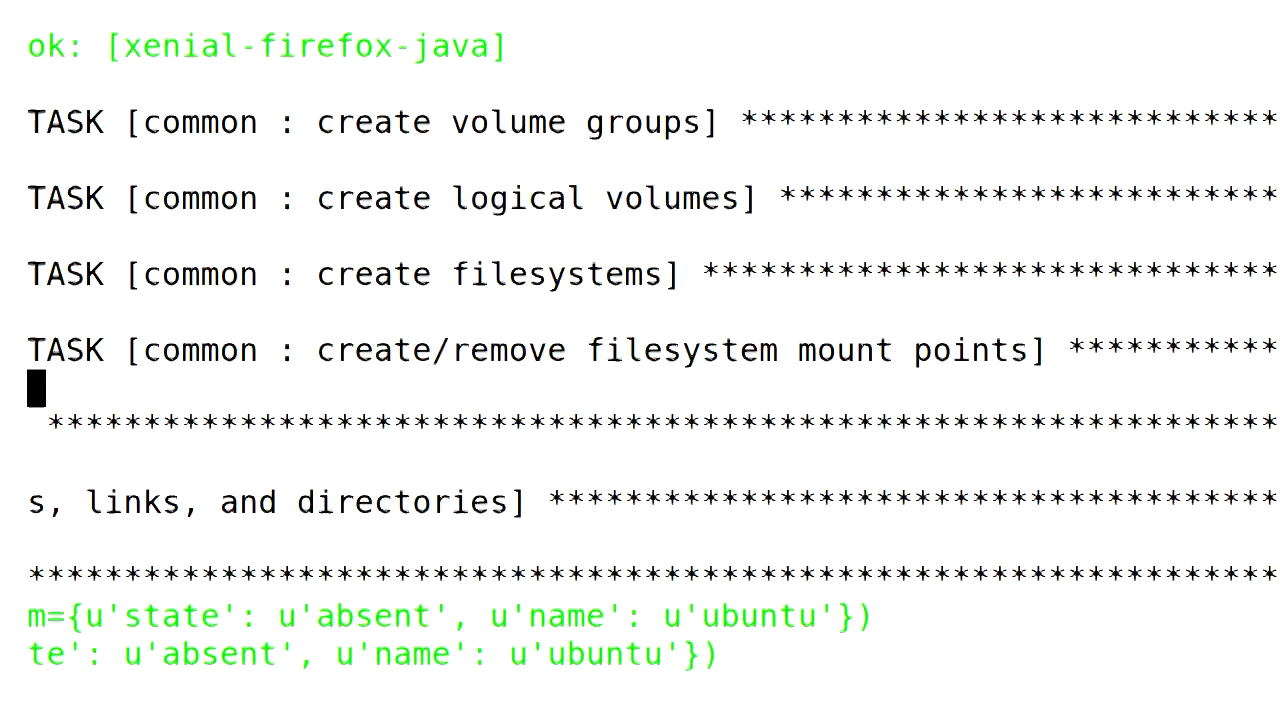 ok: [xenial-firefox-java]
TASK [common : create volume groups] ****************************
TASK [common : create logical volumes] **************************
TASK [common : create filesystems] ******************************
TASK [common : create/remove filesystem mount points] ***********
****************************************************************
s, links, and directories] **************************************
*****************************************************************
m={u'state': u'absent', u'name': u'ubuntu'})
te': u'absent', u'name': u'ubuntu'})